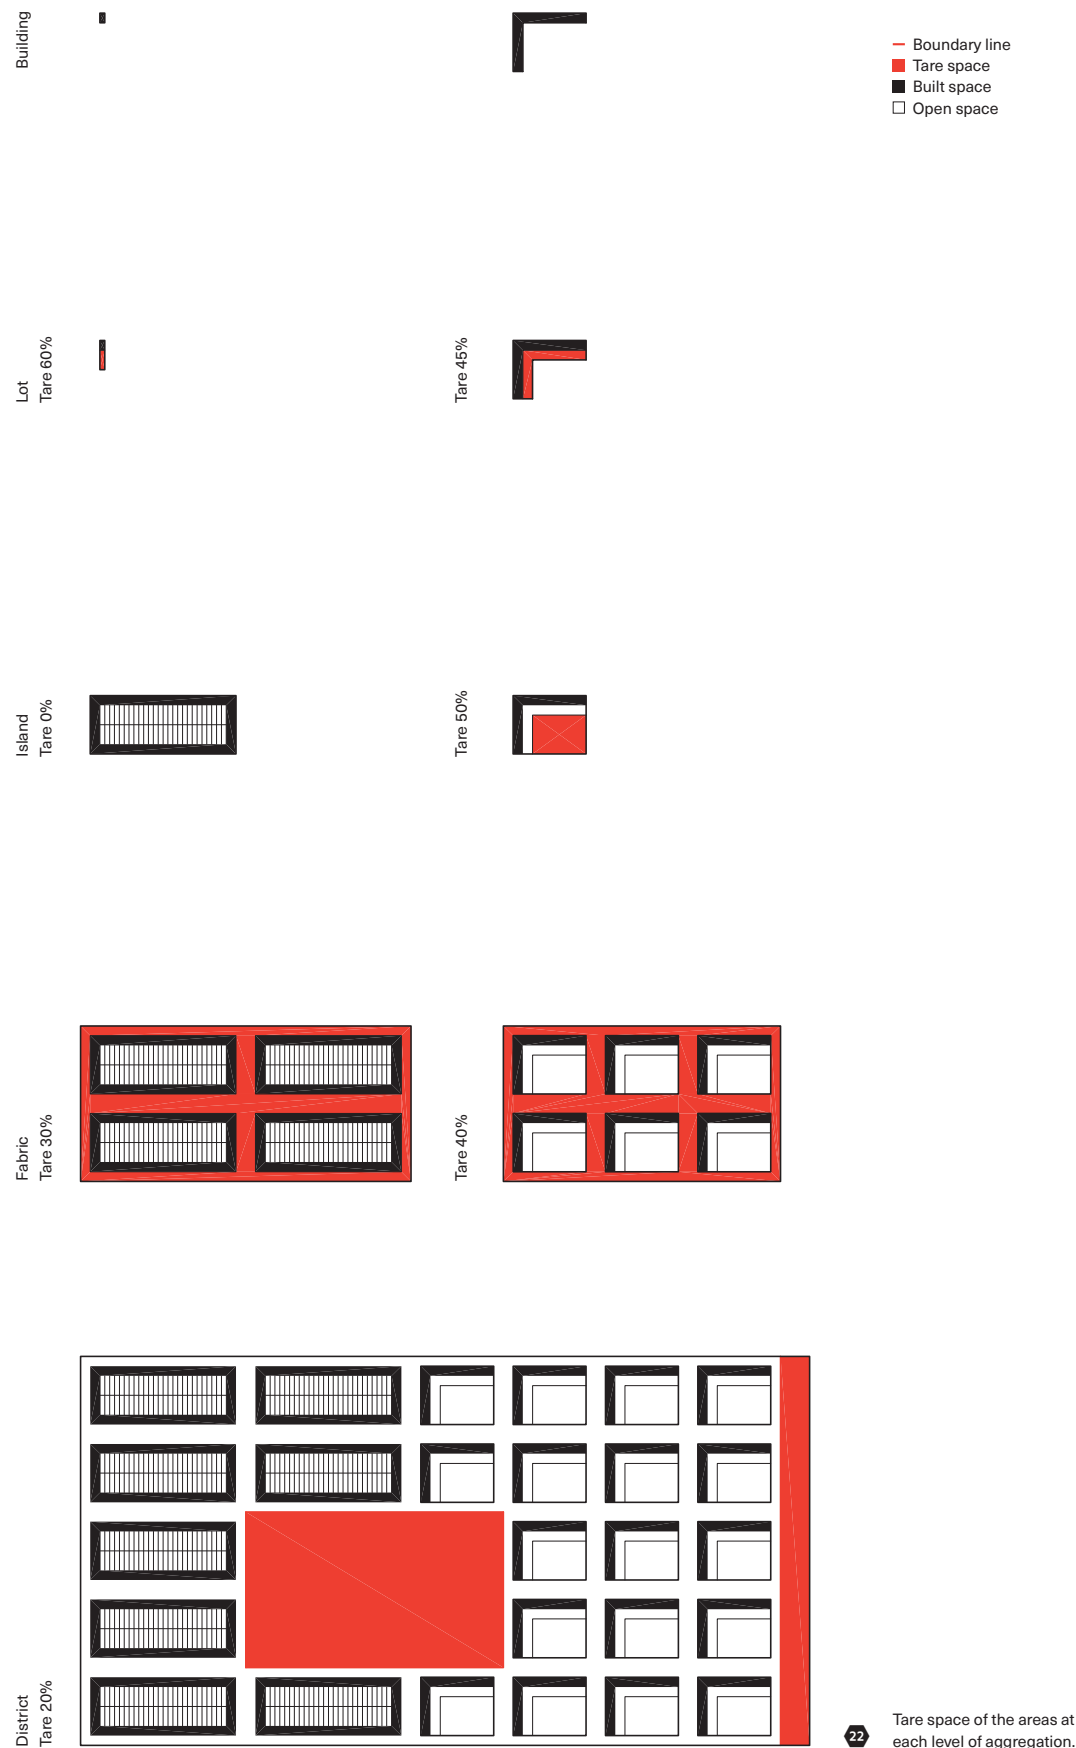 Building
Boundary line
Tare space
Built space
Open space
Lot
Tare 60%
Tare 45%
Island
Tare 0%
Tare 50%
Fabric
Tare 30%
Tare 40%
District
Tare 20%
22
Tare space of the areas at
each level of aggregation.